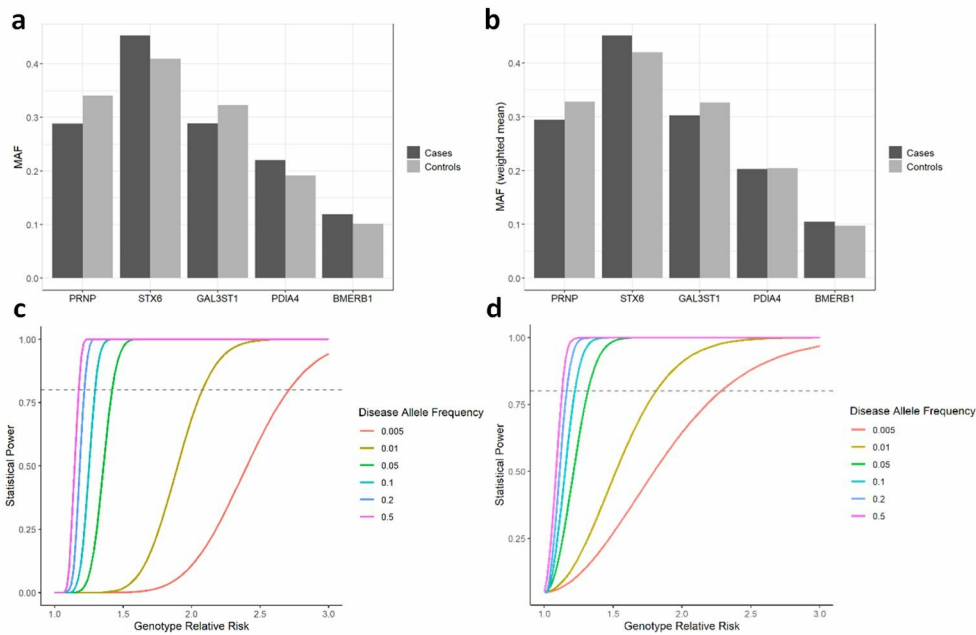 a
0.4
0.3
0.2
0.1
0.0
MAF
PRNP STX6 GAL3ST1 PDIA4 BMERB1
Cases
Controls
b
0.4
0.3
0.2
0.1
0.0
MAF (weighted mean)
PRNP STX6 GAL3ST1 PDIA4 BMERB1
Cases
Controls
c
1.00
0.75
0.50
0.25
0.00
Statistical Power
1.0 1.5 2.0 2.5 3.0
Genotype Relative Risk
Disease Allele Frequency
0.005
0.01
0.05
0.1
0.2
0.5
d
1.00
0.75
0.50
0.25
Statistical Power
1.0 1.5 2.0 2.5 3.0
Genotype Relative Risk
Disease Allele Frequency
0.005
0.01
0.05
0.1
0.2
0.5